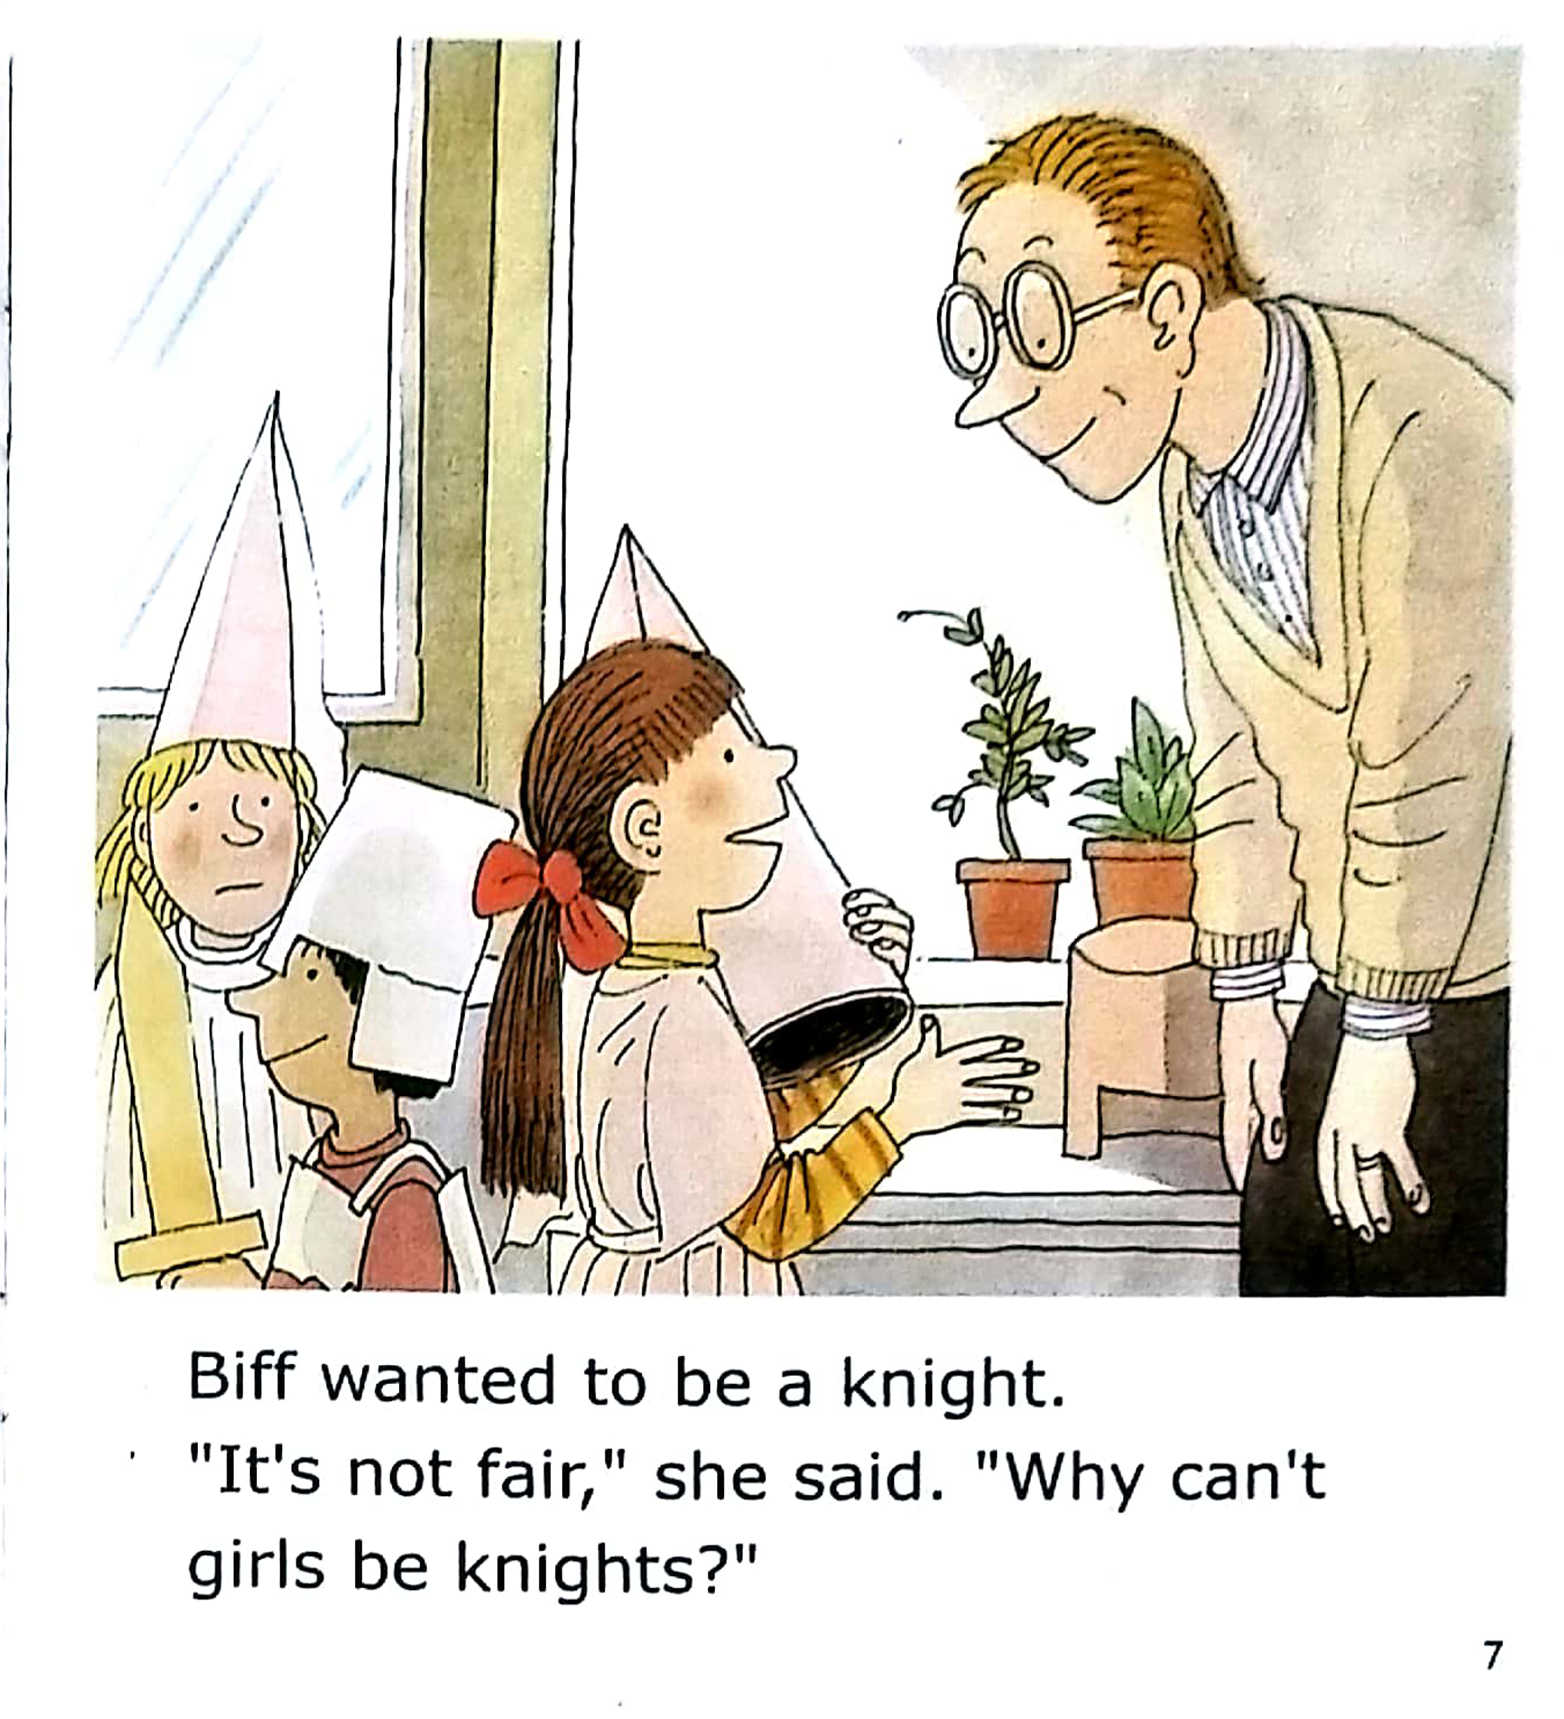 Biff wanted to be a knight.
"It's not fair," she said. "Why can't
girls be knights?"
7